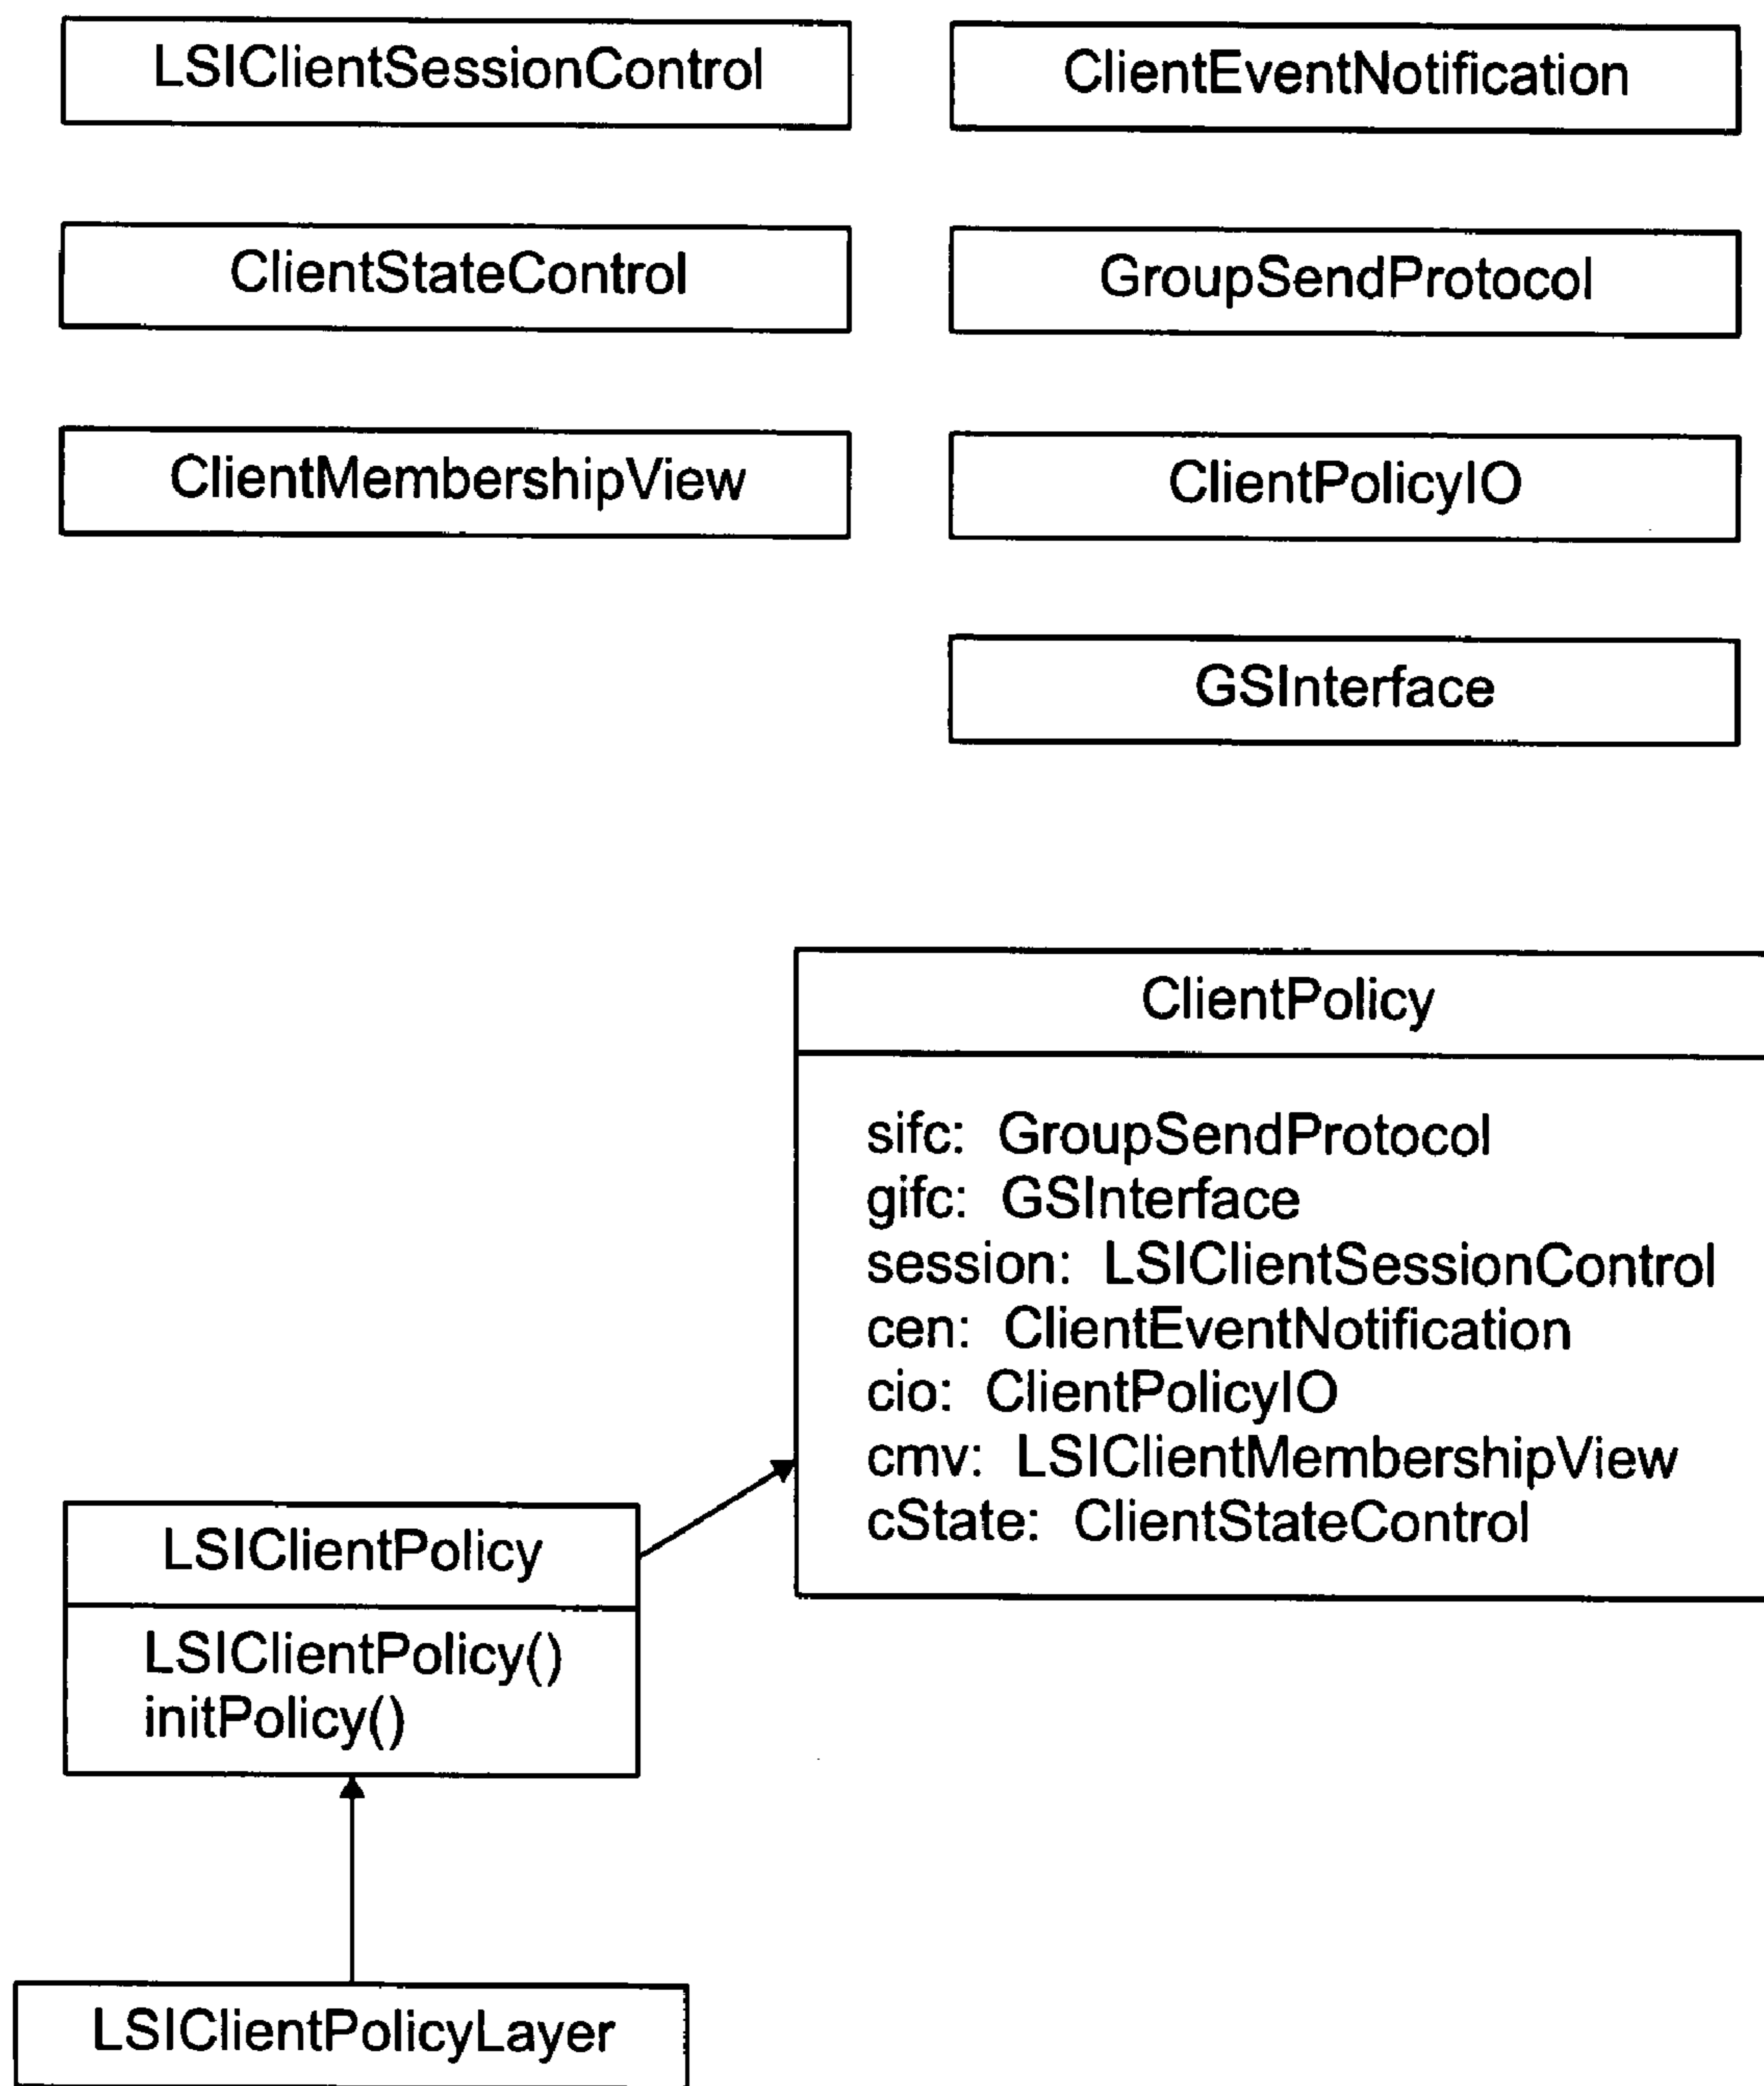 LSIClientSessionControl
ClientEventNotification
ClientStateControl
GroupSendProtocol
ClientMembershipView
ClientPolicyIO
GSInterface
ClientPolicy
sifc: GroupSendProtocol
gifc: GSInterface
session: LSIClientSessionControl
cen: ClientEventNotification
cio: ClientPolicyIO
cmv: LSIClientMembershipView
cState: ClientStateControl
LSIClientPolicy
LSIClientPolicy()
initPolicy()
LSIClientPolicyLayer